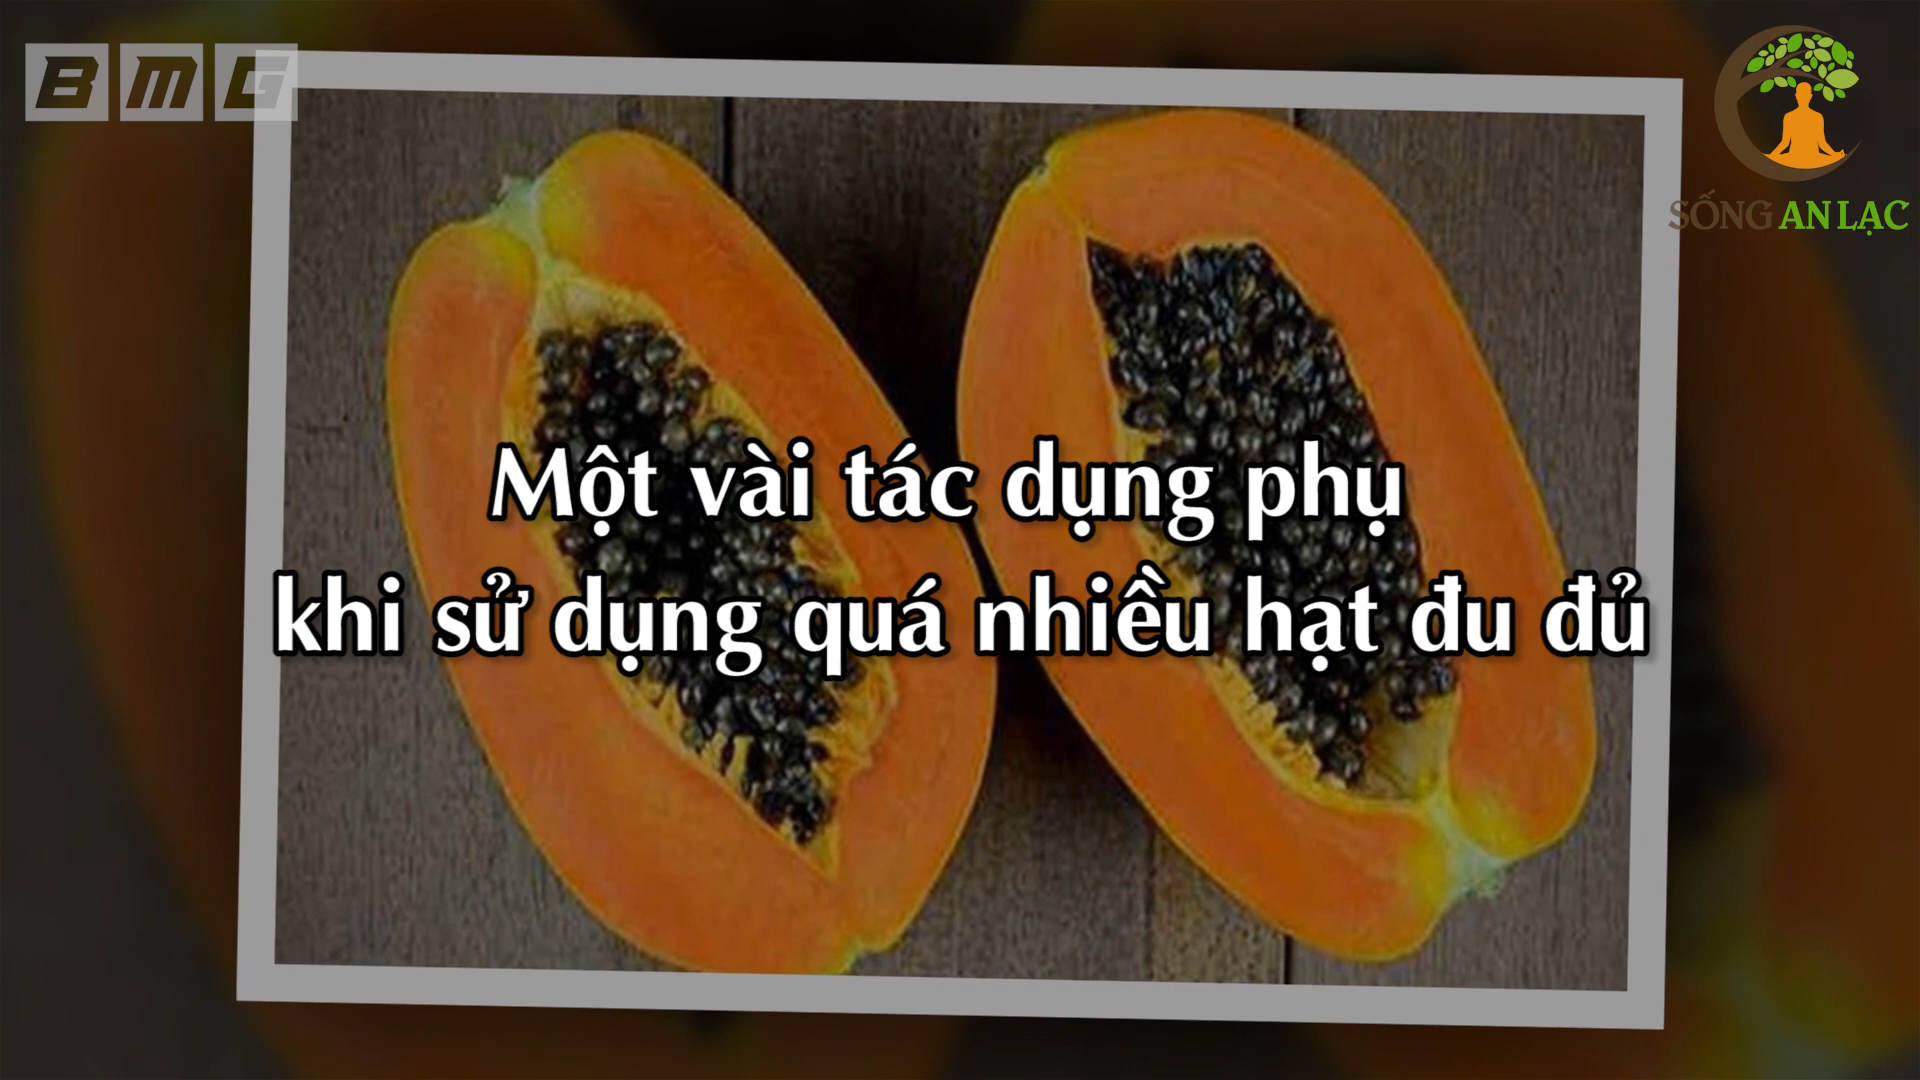 BMG
SỐNG AN LẠC
Một vài tác dụng phụ
khi sử dụng quá nhiều hạt đu đủ